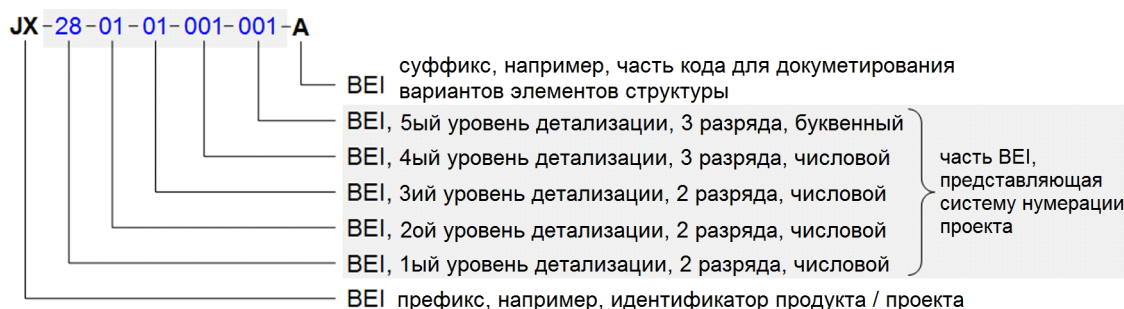 JX-28-01-01-001-001-A
BEI суффикс, например, часть кода для докуметирования
вариантов элементов структуры
BEI, 5ый уровень детализации, 3 разряда, буквенный
BEI, 4ый уровень детализации, 3 разряда, числовой
BEI, 3ий уровень детализации, 2 разряда, числовой
BEI, 2ой уровень детализации, 2 разряда, числовой
BEI, 1ый уровень детализации, 2 разряда, числовой
часть BEI,
представляющая
систему нумерации
проекта
BEI префикс, например, идентификатор продукта / проекта